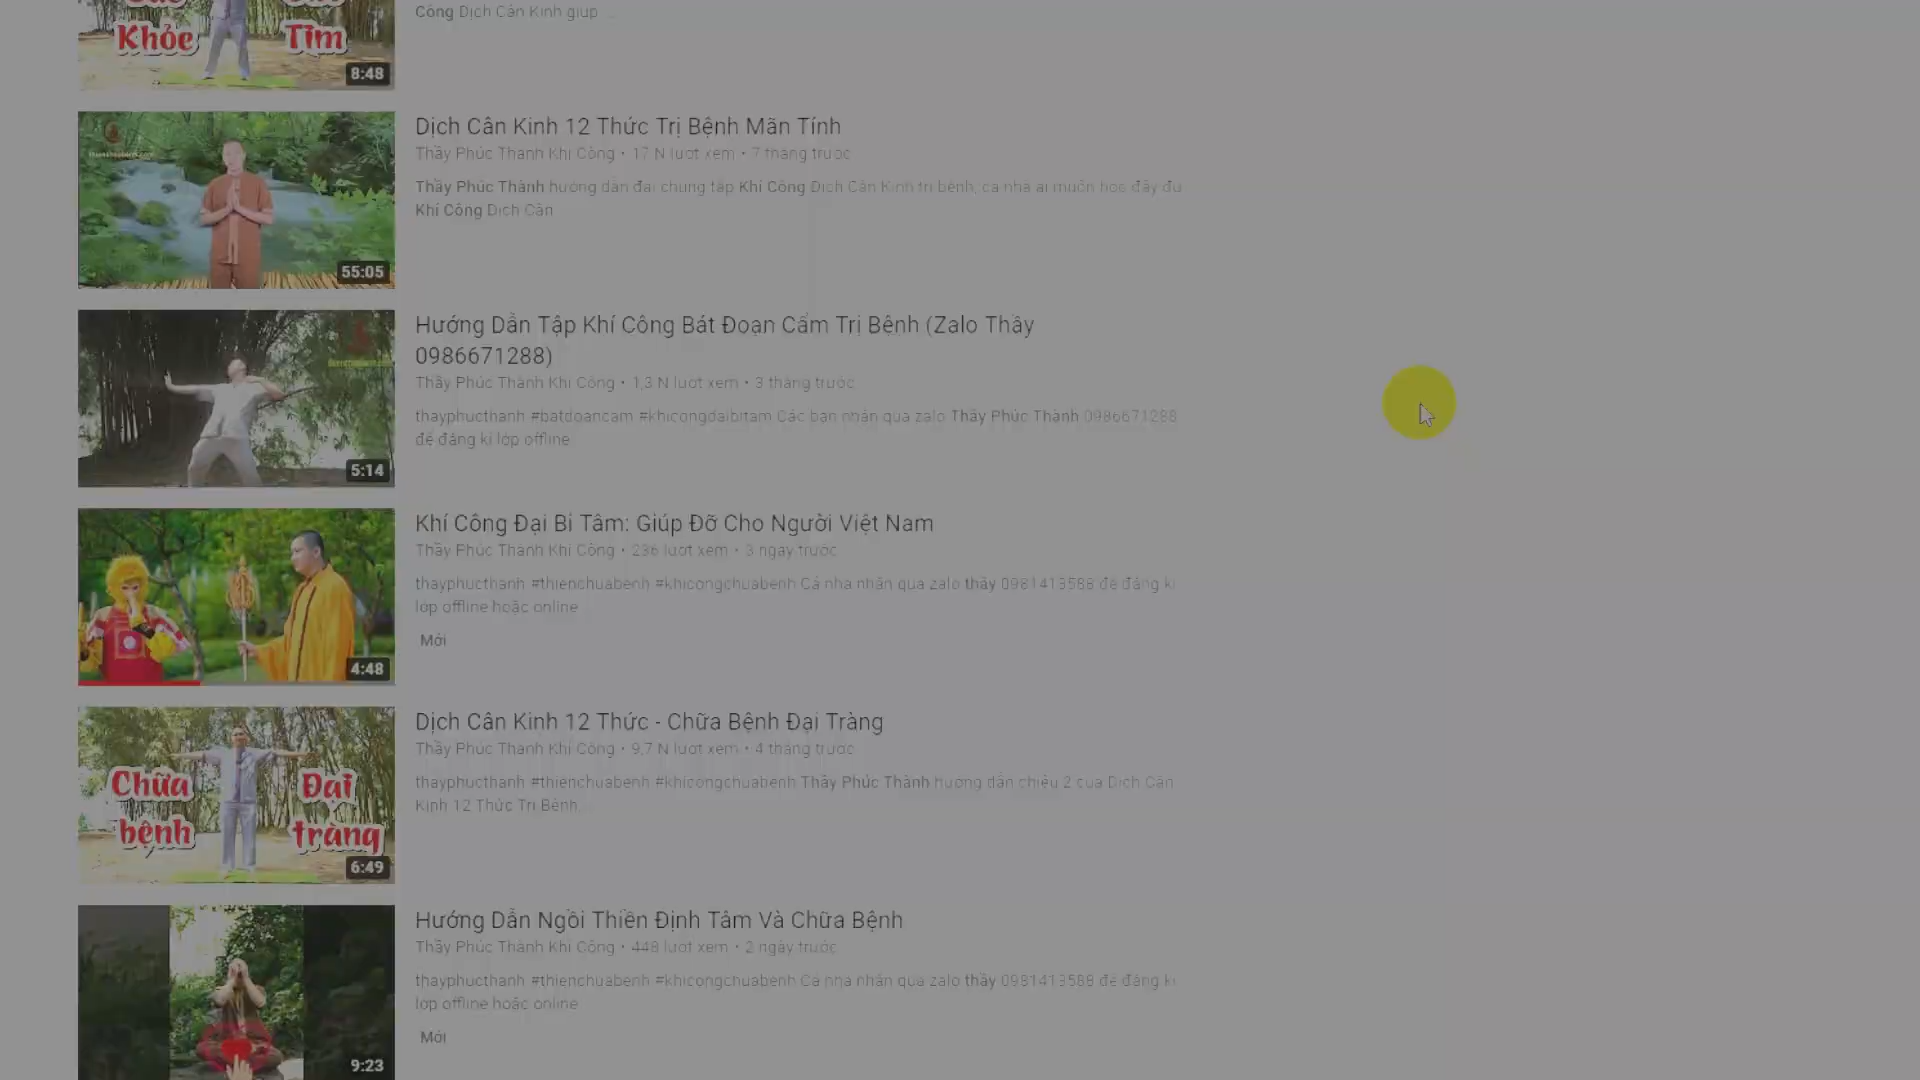 Công Dịch Cân Kinh giúp ...
Khỏe Tim
8:48
Dịch Cân Kinh 12 Thức Trị Bệnh Mãn Tính
Thầy Phúc Thành Khí Công • 17 N lượt xem • 7 tháng trước
Thầy Phúc Thành hướng dẫn đại chúng tập Khí Công Dịch Cân Kinh trị bệnh, cả nhà ai muốn học đầy đủ
Khí Công Dịch Cân
55:05
Hướng Dẫn Tập Khí Công Bát Đoạn Cẩm Trị Bệnh (Zalo Thầy
0986671288)
Thầy Phúc Thành Khí Công • 1,3 N lượt xem • 3 tháng trước
thayphucthanh #batdoancam #khicongdaibitam Các bạn nhắn qua zalo Thầy Phúc Thành 0986671288
để đăng kí lớp offline
5:14
Khí Công Đại Bi Tâm: Giúp Đỡ Cho Người Việt Nam
Thầy Phúc Thành Khí Công • 236 lượt xem • 3 ngày trước
thayphucthanh #thienchuabenh #khicongchuabenh Cả nhà nhắn qua zalo thầy 0981413588 để đăng kí
lớp offline hoặc online
Mới
4:48
Dịch Cân Kinh 12 Thức - Chữa Bệnh Đại Tràng
Thầy Phúc Thành Khí Công • 9,7 N lượt xem • 4 tháng trước
thayphucthanh #thienchuabenh #khicongchuabenh Thầy Phúc Thành hướng dẫn chiêu 2 của Dịch Cân
Kinh 12 Thức Trị Bệnh.
Chữa Đại
bệnh tràng
6:49
Hướng Dẫn Ngồi Thiền Định Tâm Và Chữa Bệnh
Thầy Phúc Thành Khí Công • 448 lượt xem • 2 ngày trước
thayphucthanh #thienchuabenh #khicongchuabenh Cả nhà nhắn qua zalo thầy 0981413588 để đăng kí
lớp offline hoặc online
Mới
9:23